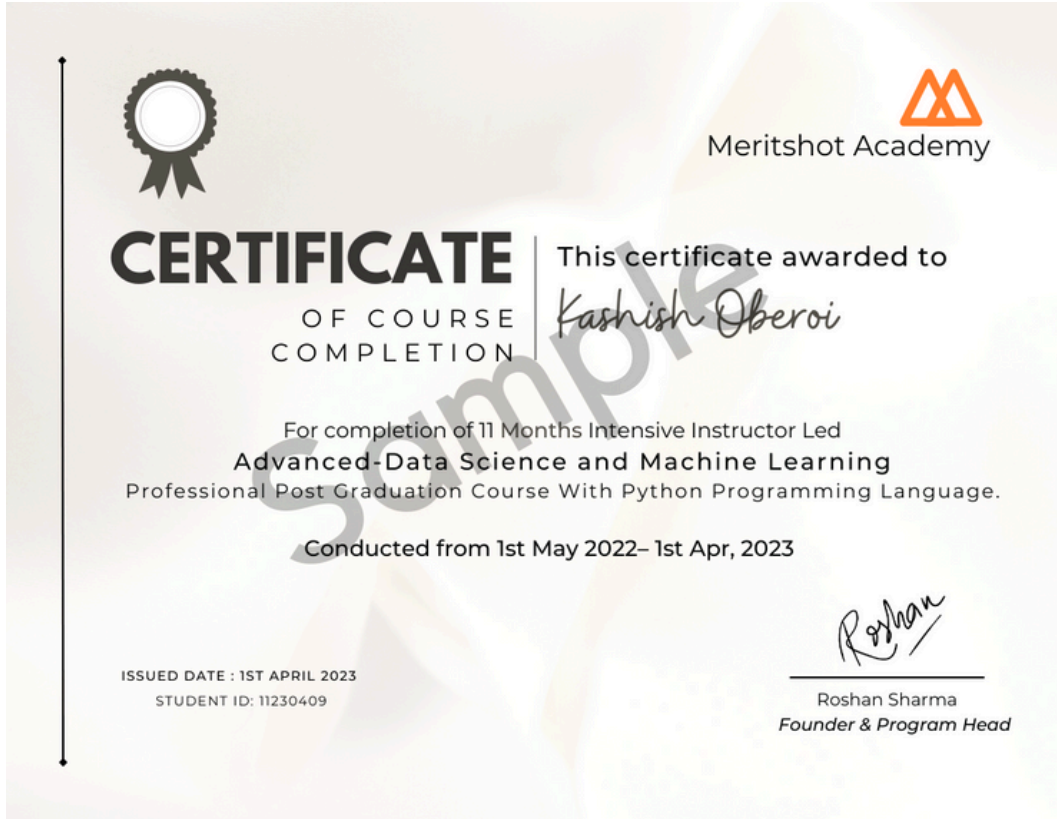 Meritshot Academy
CERTIFICATE
OF COURSE
COMPLETION
This certificate awarded to
Kashish Oberoi
Sample
For completion of 11 Months Intensive Instructor Led
Advanced-Data Science and Machine Learning
Professional Post Graduation Course With Python Programming Language.
Conducted from 1st May 2022– 1st Apr, 2023
Roshan
ISSUED DATE : 1ST APRIL 2023
STUDENT ID: 11230409
Roshan Sharma
Founder & Program Head